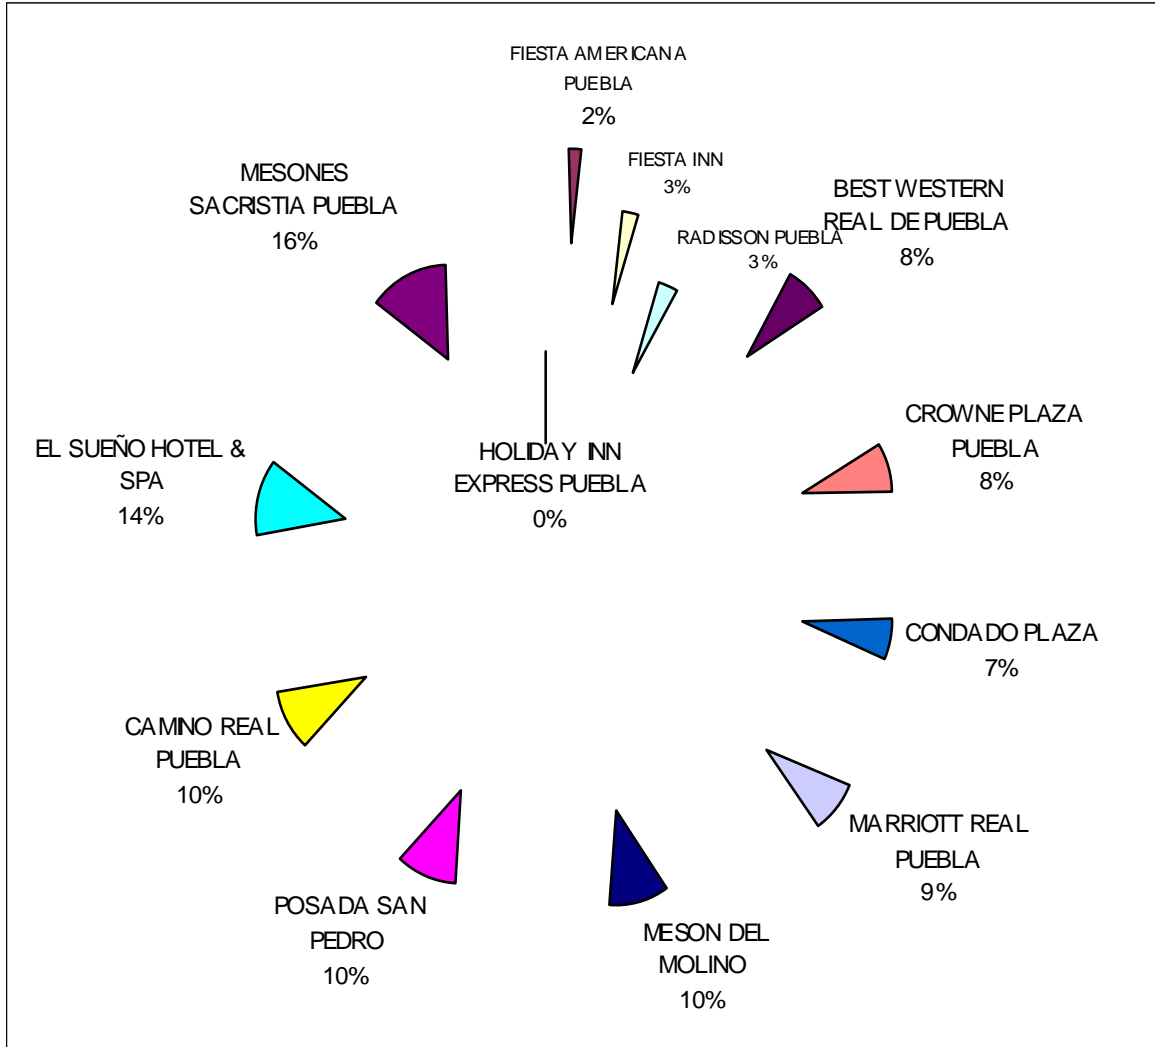 FIESTA AMERICANA
PUEBLA
2%
FIESTA INN
3%
RADISSON PUEBLA
3%
BEST WESTERN
REAL DE PUEBLA
8%
CROWNE PLAZA
PUEBLA
8%
CONDADO PLAZA
7%
MARRIOTT REAL
PUEBLA
9%
MESON DEL
MOLINO
10%
POSADA SAN
PEDRO
10%
CAMINO REAL
PUEBLA
10%
EL SUEÑO HOTEL &
SPA
14%
MESONES
SACRISTIA PUEBLA
16%
HOLIDAY INN
EXPRESS PUEBLA
0%